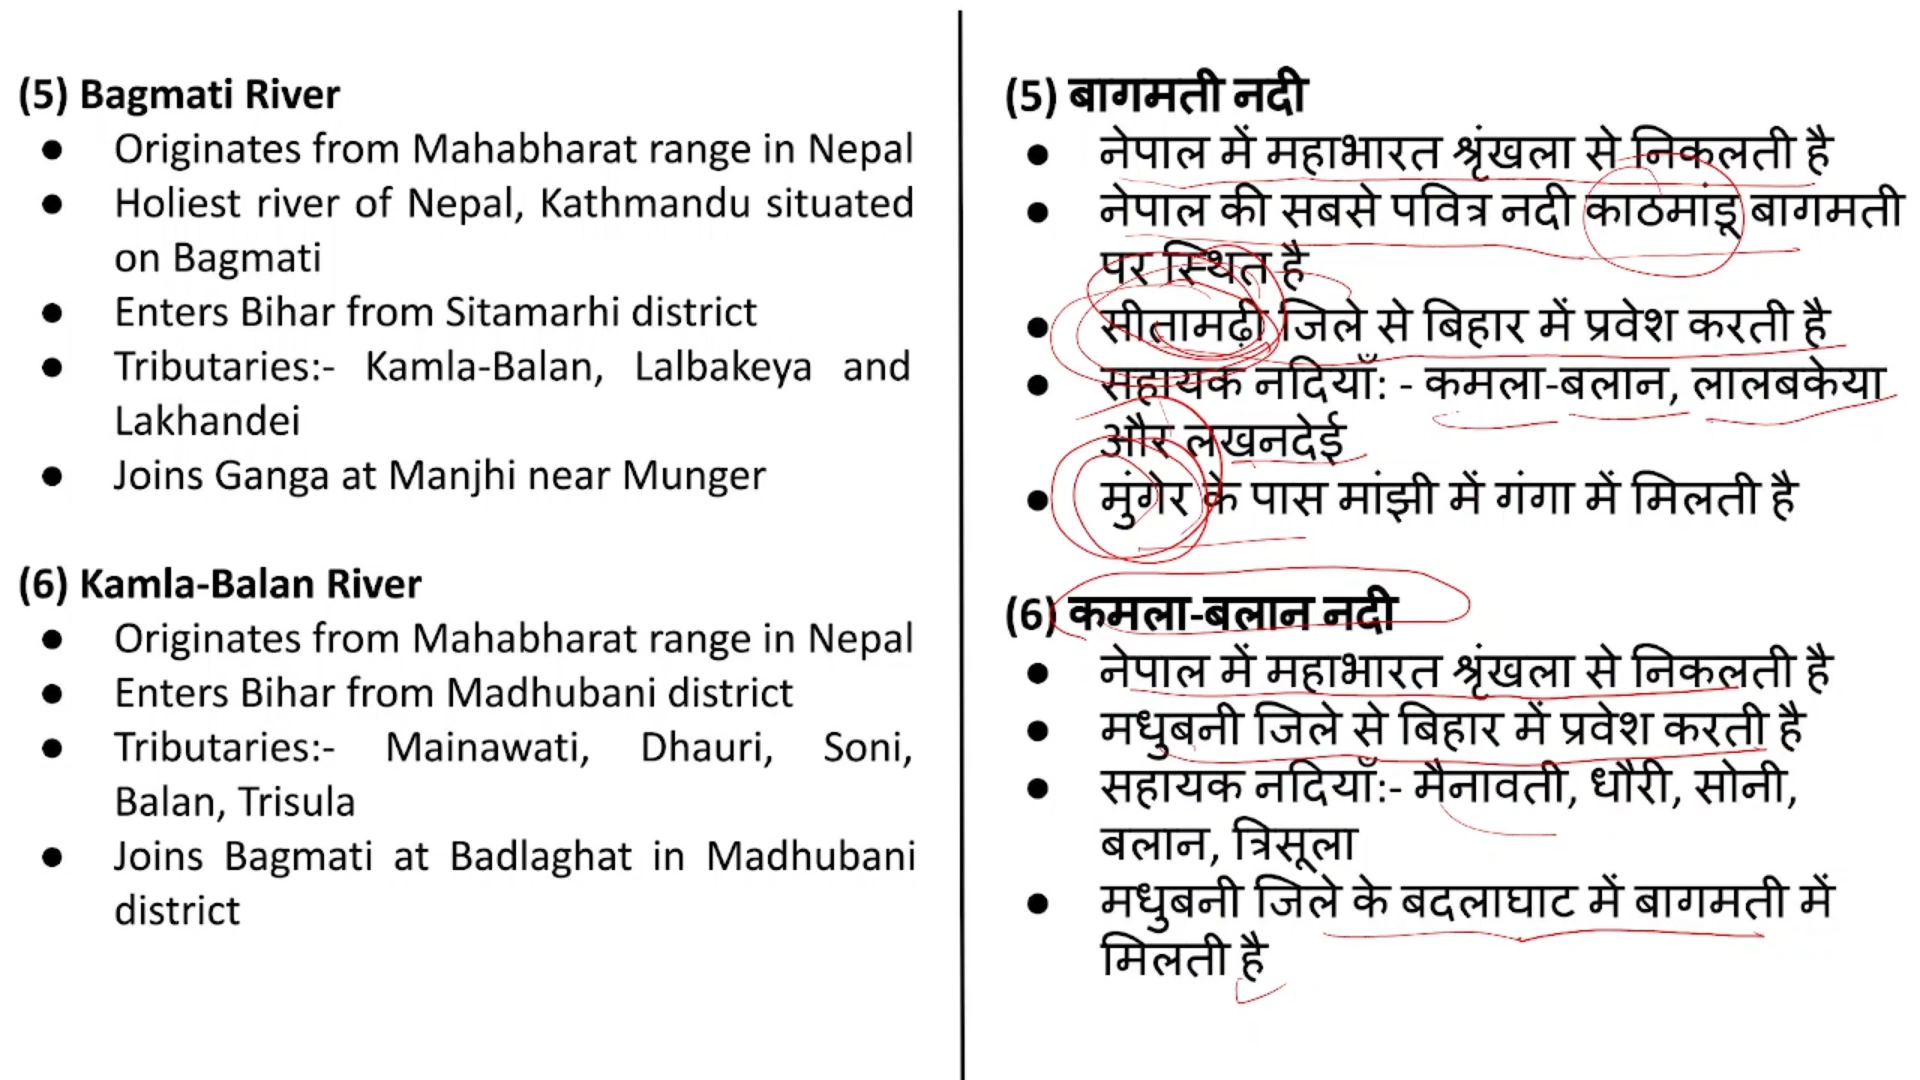 (5) Bagmati River
● Originates from Mahabharat range in Nepal
● Holiest river of Nepal, Kathmandu situated
on Bagmati
● Enters Bihar from Sitamarhi district
● Tributaries:- Kamla-Balan, Lalbakeya and
Lakhandei
● Joins Ganga at Manjhi near Munger
(6) Kamla-Balan River
● Originates from Mahabharat range in Nepal
● Enters Bihar from Madhubani district
● Tributaries:- Mainawati, Dhauri, Soni,
Balan, Trisula
● Joins Bagmati at Badlaghat in Madhubani
district
(5) बागमती नदी
● नेपाल में महाभारत श्रृंखला से निकलती है
● नेपाल की सबसे पवित्र नदी काठमांडू बागमती
पर स्थित है
● सीतामढ़ी जिले से बिहार में प्रवेश करती है
● सहायक नदियाँ: - कमला-बलान, लालबकेया
और लखनदेई
● मुंगेर के पास मांझी में गंगा में मिलती है
(6) कमला-बलान नदी
● नेपाल में महाभारत श्रृंखला से निकलती है
● मधुबनी जिले से बिहार में प्रवेश करती है
● सहायक नदियाँ:- मैनावती, धौरी, सोनी,
बलान, त्रिसूला
● मधुबनी जिले के बदलाघाट में बागमती में
मिलती है